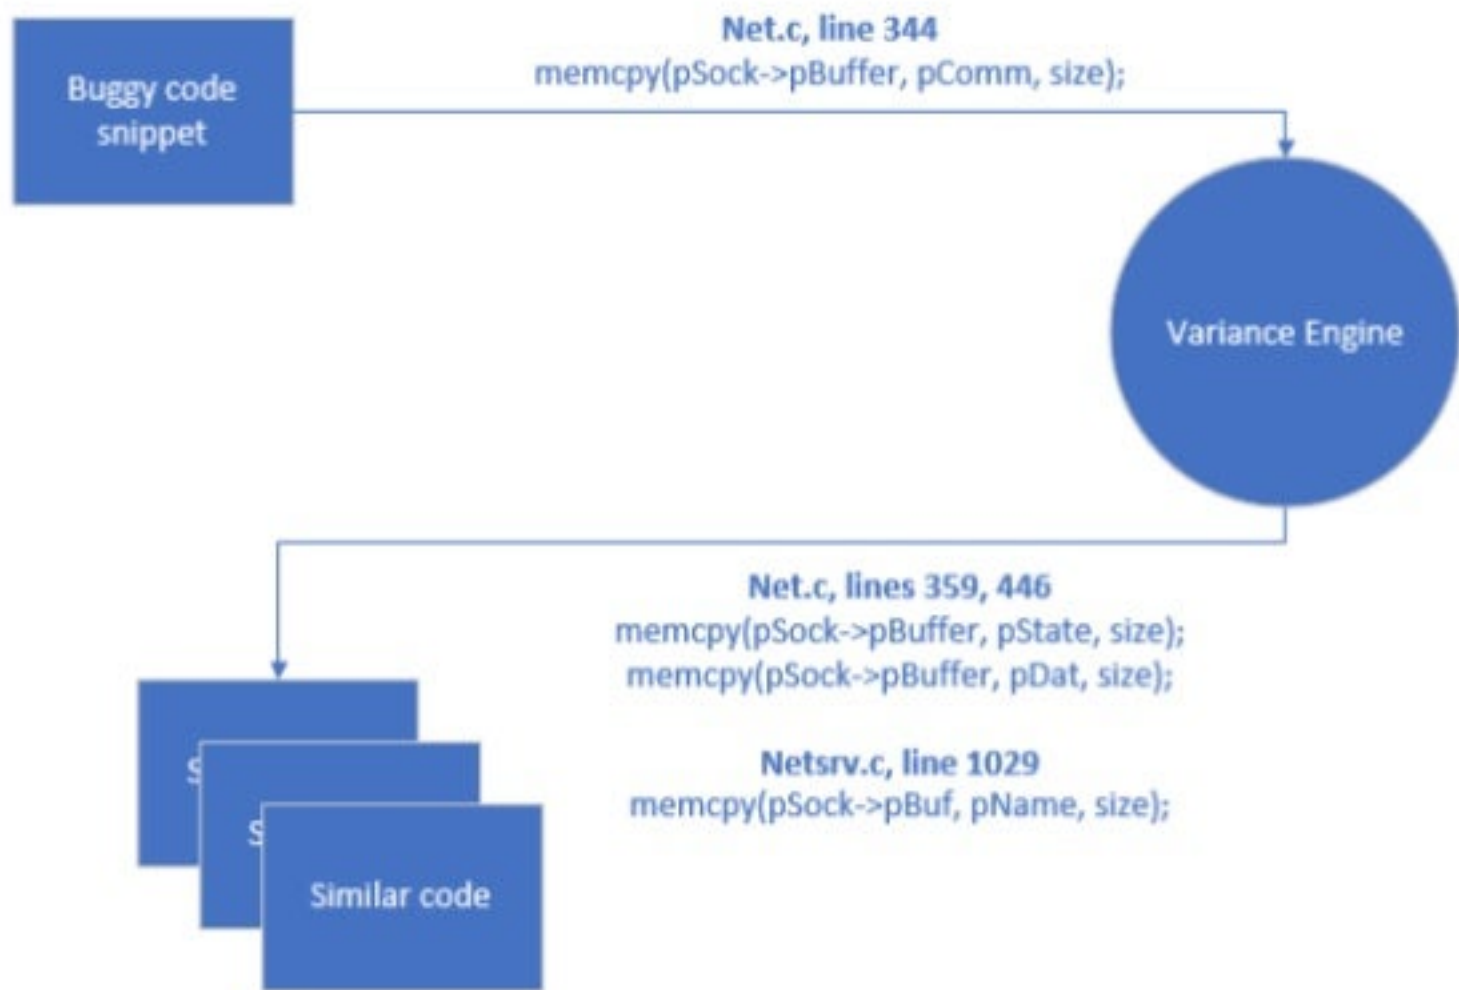 Net.c, line 344
memcpy(pSock->pBuffer, pComm, size);
Buggy code
snippet
Variance Engine
Net.c, lines 359, 446
memcpy(pSock->pBuffer, pState, size);
memcpy(pSock->pBuffer, pDat, size);
Netsrv.c, line 1029
memcpy(pSock->pBuf, pName, size);
S
S
Similar code